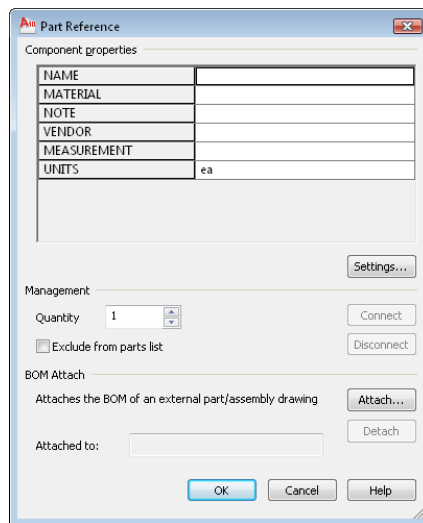 A10 Part Reference
Component properties
NAME
MATERIAL
NOTE
VENDOR
MEASUREMENT
UNITS ea
Settings...
Management
Quantity 1 Connect
Exclude from parts list Disconnect
BOM Attach
Attaches the BOM of an external part/assembly drawing Attach...
Detach
Attached to:
OK Cancel Help